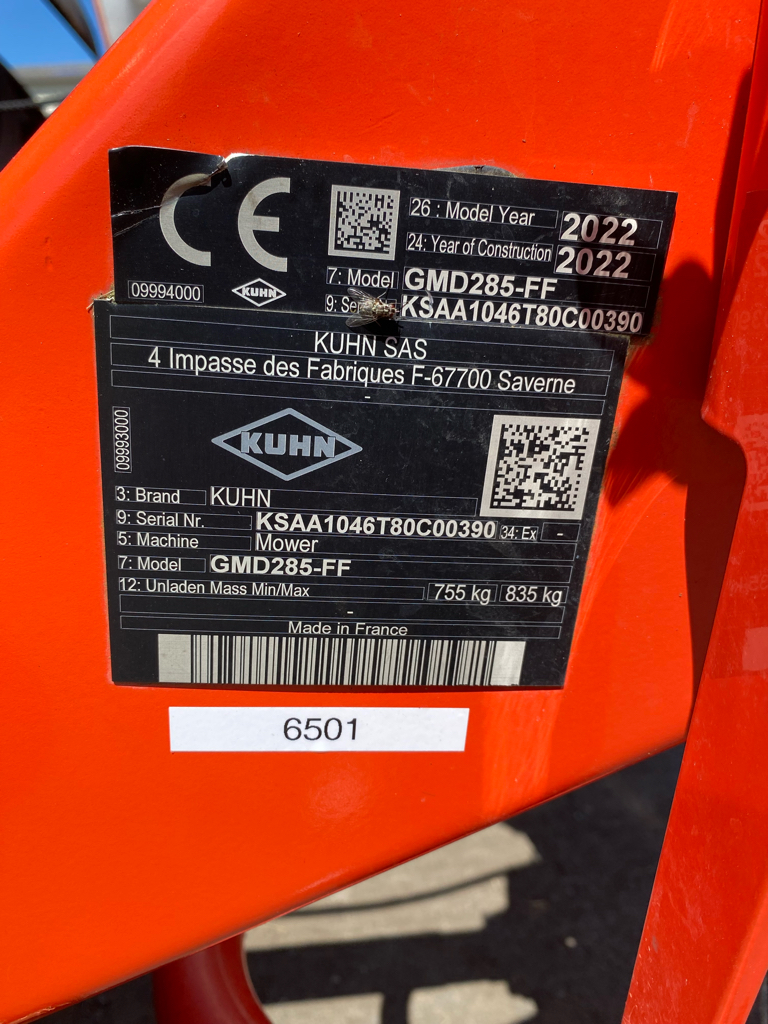 CE
26 : Model Year 2022
24: Year of Construction 2022
7: Model GMD285-FF
09994000 KUHN 9: KSAA1046T80C00390
KUHN SAS
4 Impasse des Fabriques F-67700 Saverne
-
09993000
KUHN
3: Brand KUHN
9: Serial Nr. KSAA1046T80C00390 34: Ex -
5: Machine Mower
7: Model GMD285-FF
12: Unladen Mass Min/Max 755 kg 835 kg
-
Made in France
6501